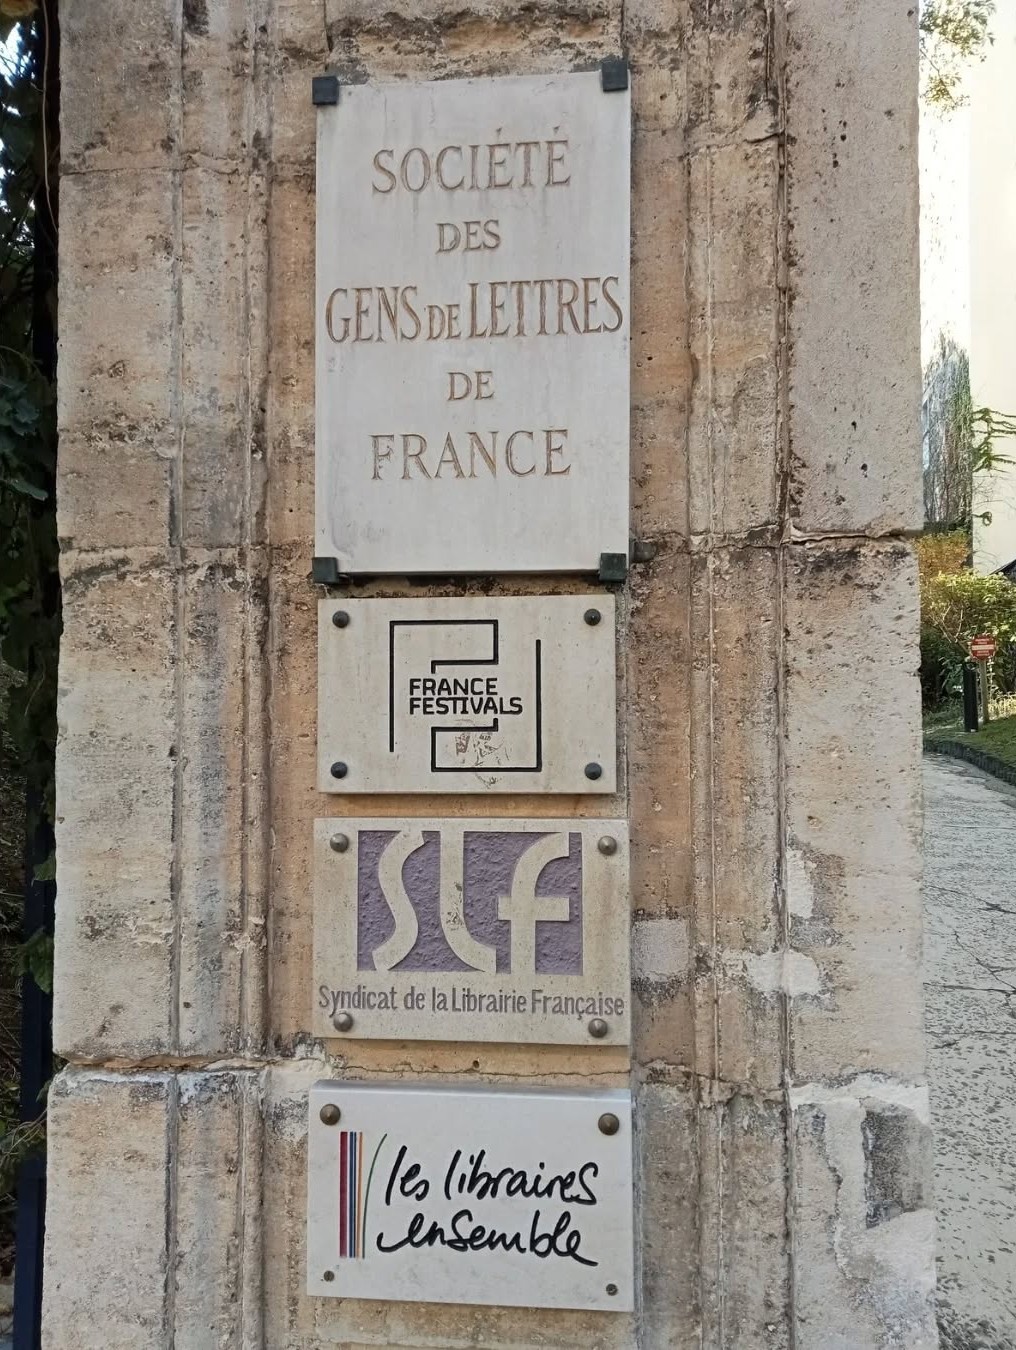 SOCIÉTÉ
DES
GENS DE LETTRES
DE
FRANCE
FRANCE
FESTIVALS
SLF
Syndicat de la Librairie Française
les libraires
ensemble